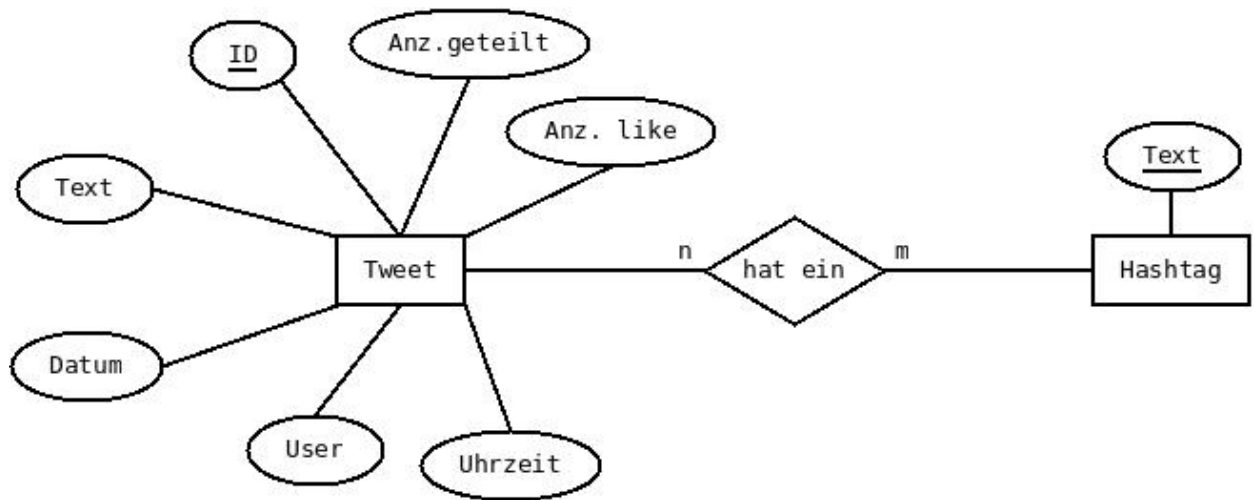 ID
Anz.geteilt
Anz. like
Text
Text
Tweet
n
hat ein
m
Hashtag
Datum
User
Uhrzeit